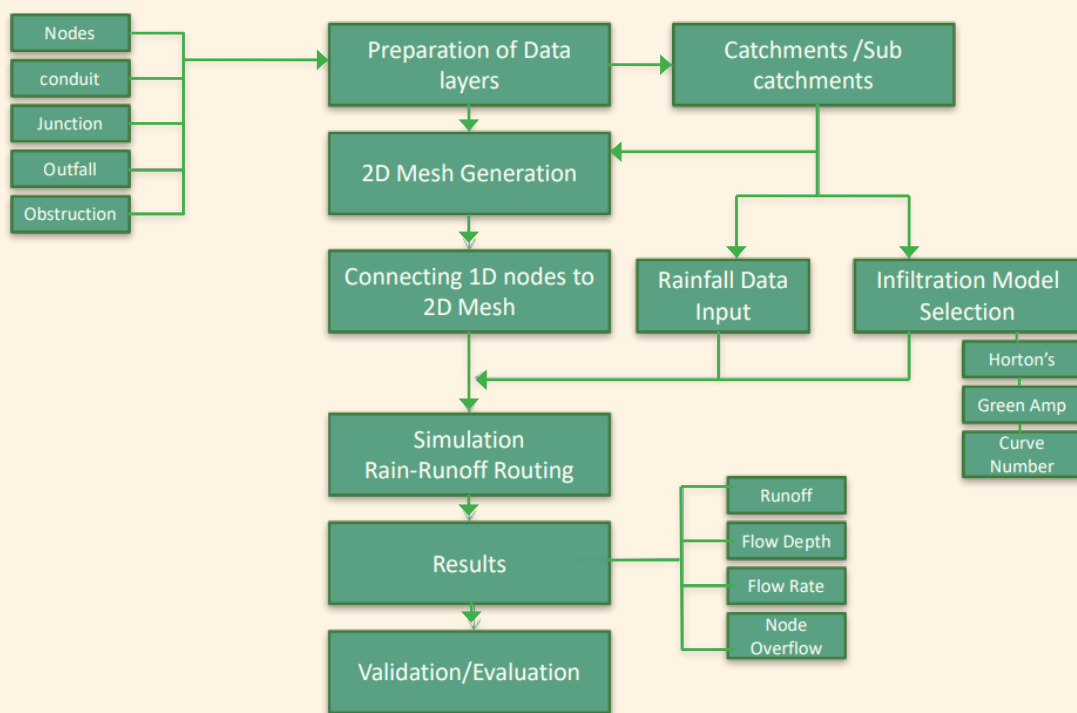 Nodes
conduit
Junction
Outfall
Obstruction
Preparation of Data
layers
Catchments /Sub
catchments
2D Mesh Generation
Connecting 1D nodes to
2D Mesh
Rainfall Data
Input
Infiltration Model
Selection
Horton's
Green Amp
Curve
Number
Simulation
Rain-Runoff Routing
Results
Runoff
Flow Depth
Flow Rate
Node
Overflow
Validation/Evaluation